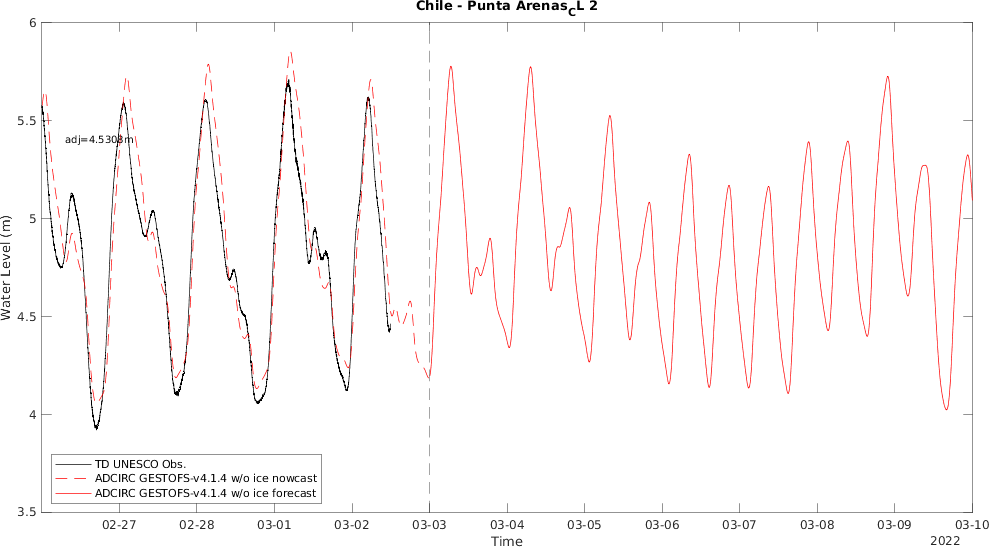 Chile - Punta Arenas_CL 2
6
5.5
5
4.5
4
3.5
Water Level (m)
adj=4.5303m
TD UNESCO Obs.
ADCIRC GESTOFS-v4.1.4 w/o ice nowcast
ADCIRC GESTOFS-v4.1.4 w/o ice forecast
02-27 02-28 03-01 03-02 03-03 03-04 03-05 03-06 03-07 03-08 03-09 03-10
Time
2022